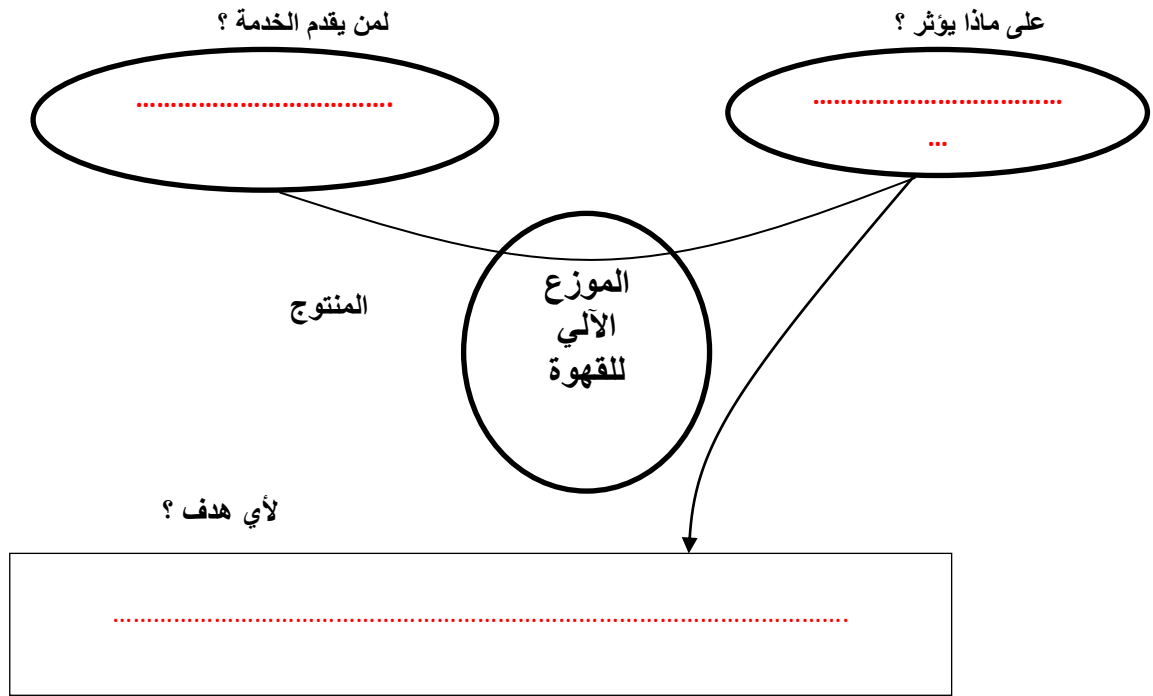 على ماذا يؤثر ؟
لمن يقدم الخدمة ؟
.....................................
...
......................................
الموزع
الآلي
للقهوة
المنتوج
لأي هدف ؟
.............................................................................................................